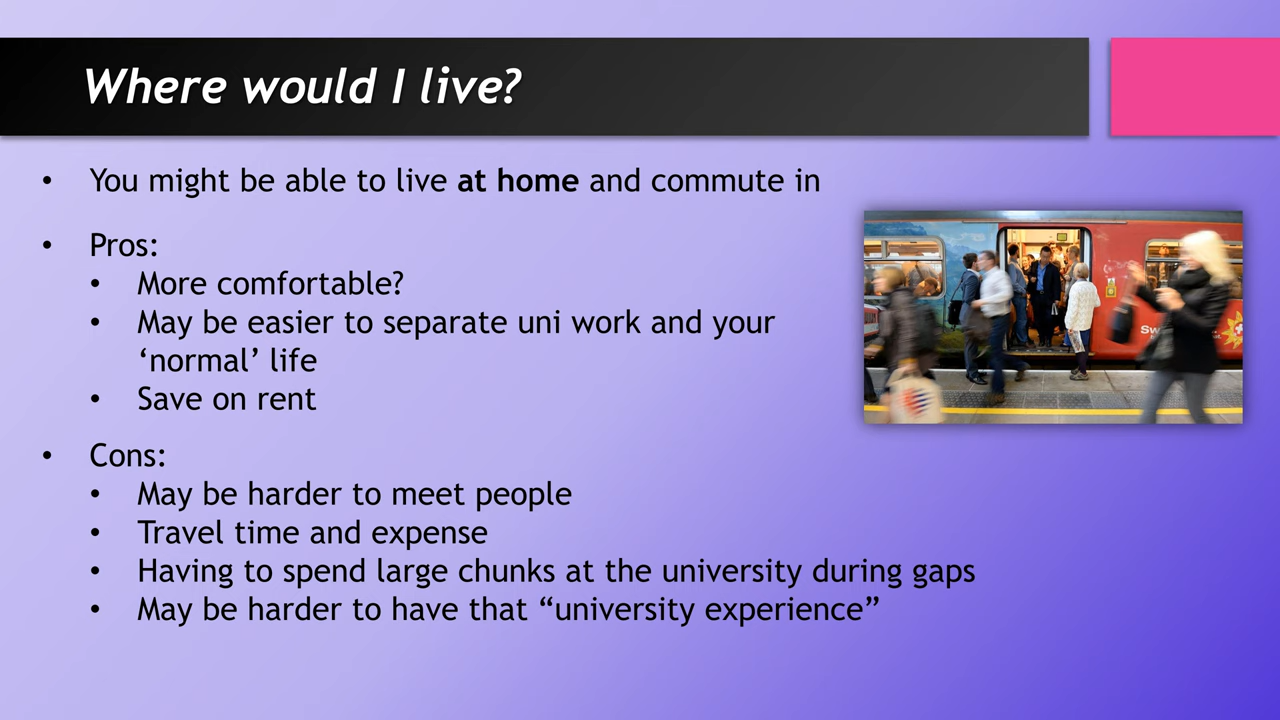 Where would I live?
• You might be able to live at home and commute in
• Pros:
• More comfortable?
• May be easier to separate uni work and your
‘normal’ life
• Save on rent
• Cons:
• May be harder to meet people
• Travel time and expense
• Having to spend large chunks at the university during gaps
• May be harder to have that “university experience”
Sw